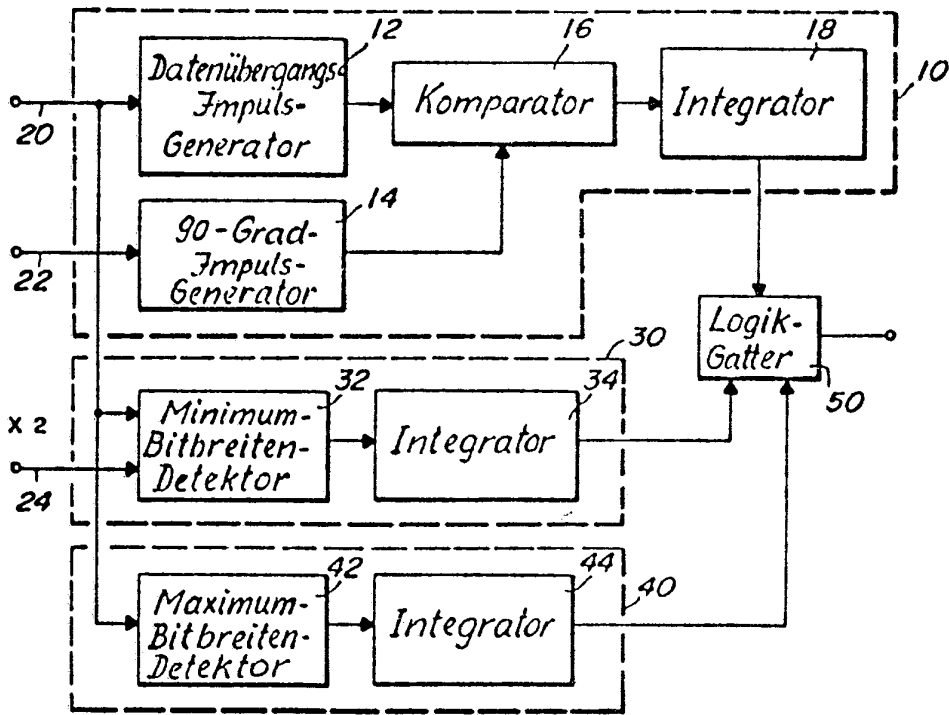 12
16
18
10
Datenübergangs
Impuls-
Generator
Komparator
Integrator
20
14
90-Grad-
Impuls-
Generator
22
Logik-
Gatter
50
30
32
34
x 2
Minimum-
Bitbreiten-
Detektor
Integrator
24
42
44
40
Maximum-
Bitbreiten-
Detektor
Integrator